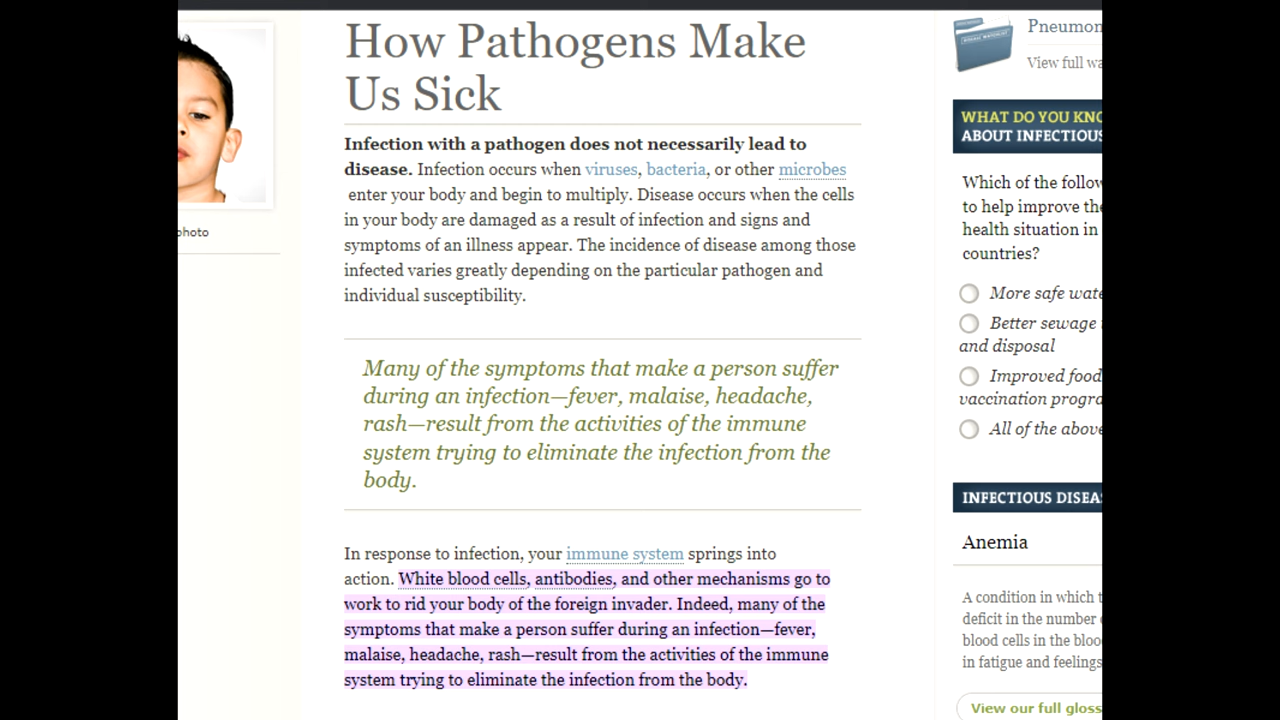 How Pathogens Make
Us Sick
Infection with a pathogen does not necessarily lead to
disease. Infection occurs when viruses, bacteria, or other microbes
enter your body and begin to multiply. Disease occurs when the cells
in your body are damaged as a result of infection and signs and
symptoms of an illness appear. The incidence of disease among those
infected varies greatly depending on the particular pathogen and
individual susceptibility.
Many of the symptoms that make a person suffer
during an infection—fever, malaise, headache,
rash—result from the activities of the immune
system trying to eliminate the infection from the
body.
In response to infection, your immune system springs into
action. White blood cells, antibodies, and other mechanisms go to
work to rid your body of the foreign invader. Indeed, many of the
symptoms that make a person suffer during an infection—fever,
malaise, headache, rash—result from the activities of the immune
system trying to eliminate the infection from the body.
photo
Pneumon
View full wa
WHAT DO YOU KNO
ABOUT INFECTIOUS
Which of the follow
to help improve the
health situation in
countries?
More safe wate
Better sewage
and disposal
Improved food
vaccination progra
All of the above
INFECTIOUS DISEA
Anemia
A condition in which t
deficit in the number
blood cells in the bloo
in fatigue and feelings
View our full gloss